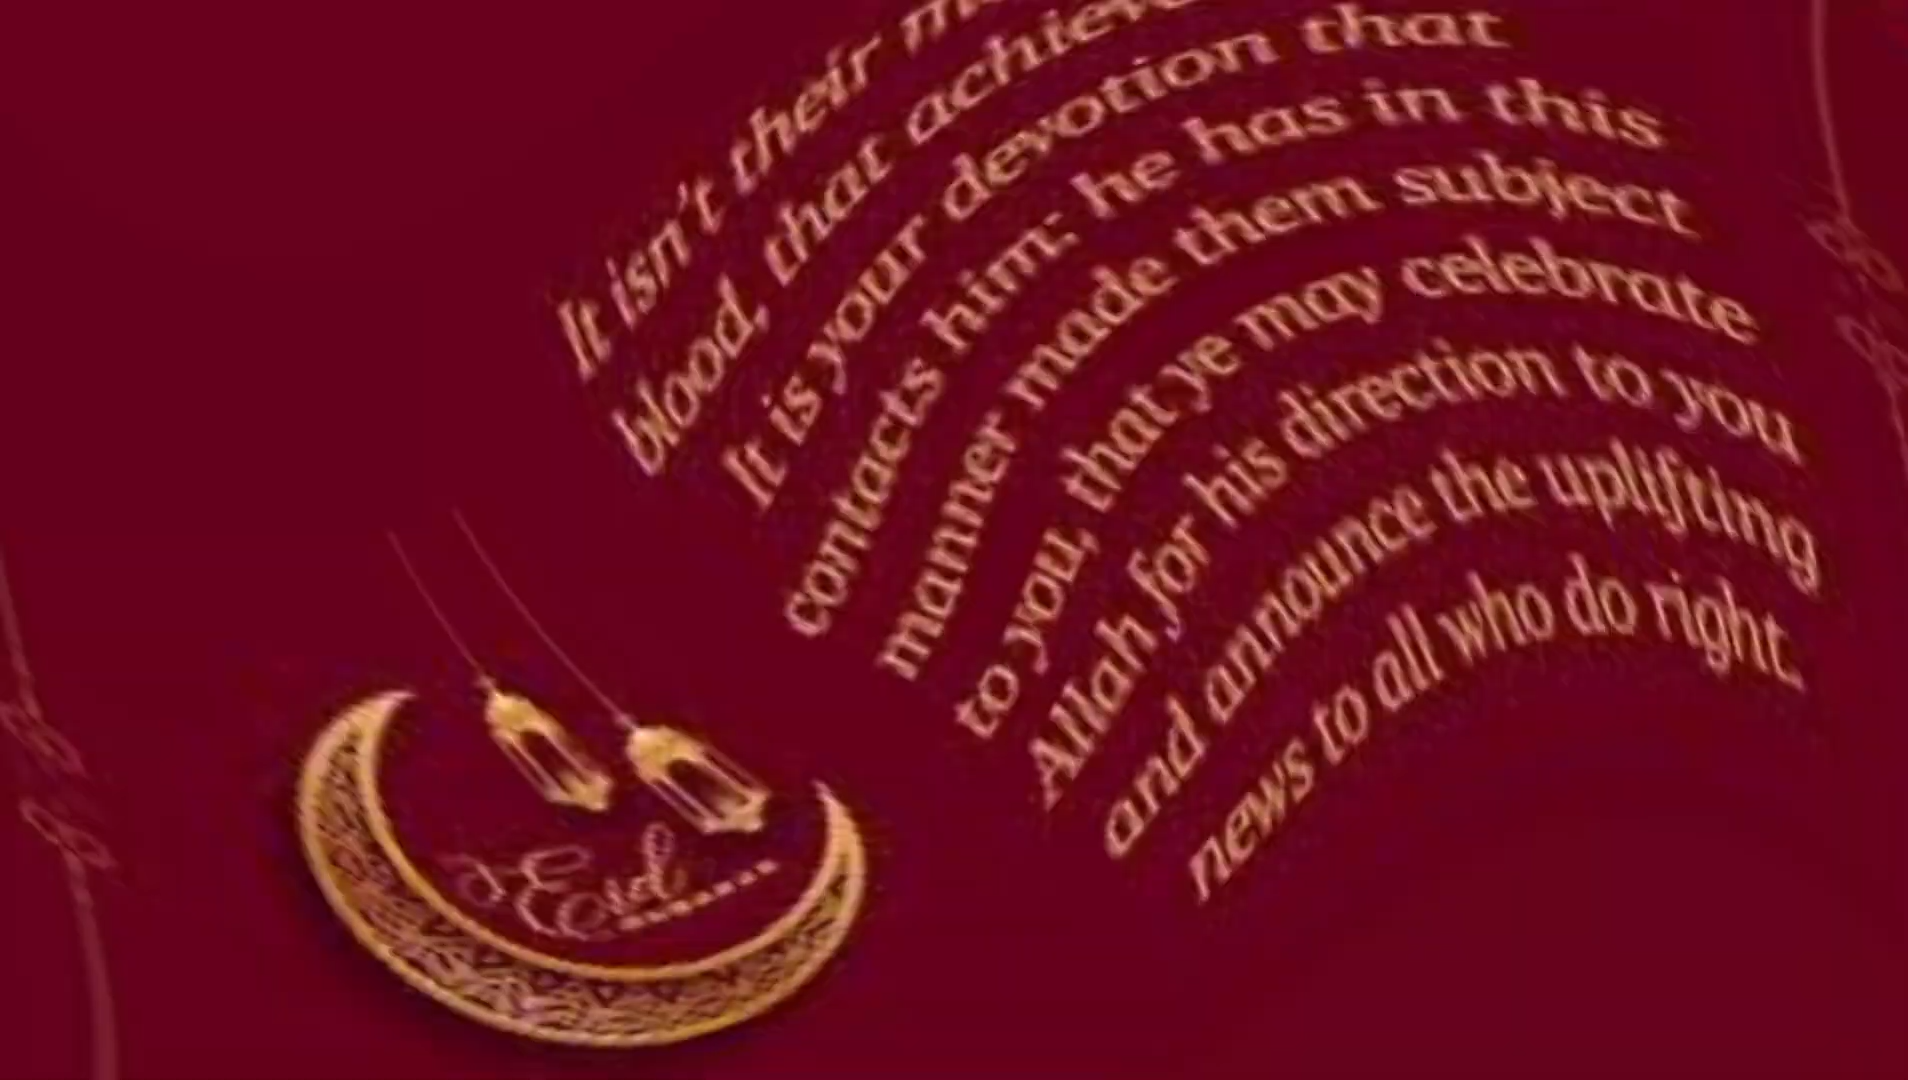 It isn't their
blood, that
It is your devotion that
contacts him: he has in this
manner made them subject
to you, that ye may celebrate
Allah for his direction to you
and announce the uplifting
news to all who do right.
Eid